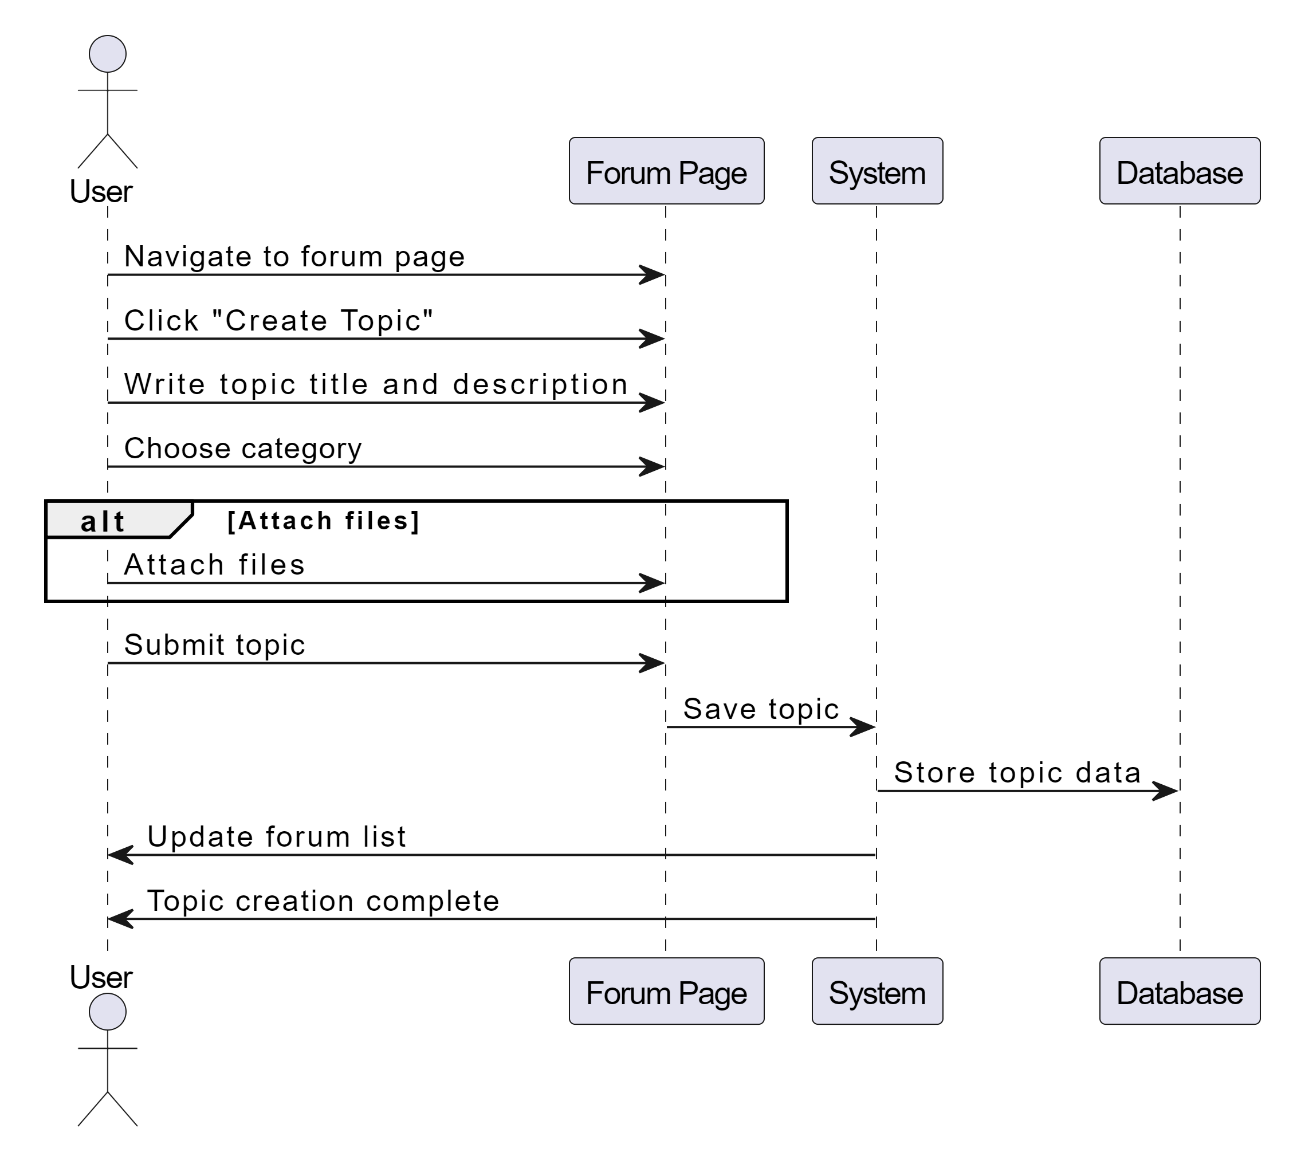 User
Forum Page
System
Database
Navigate to forum page
Click "Create Topic"
Write topic title and description
Choose category
alt
[Attach files]
Attach files
Submit topic
Save topic
Store topic data
Update forum list
Topic creation complete
User
Forum Page
System
Database